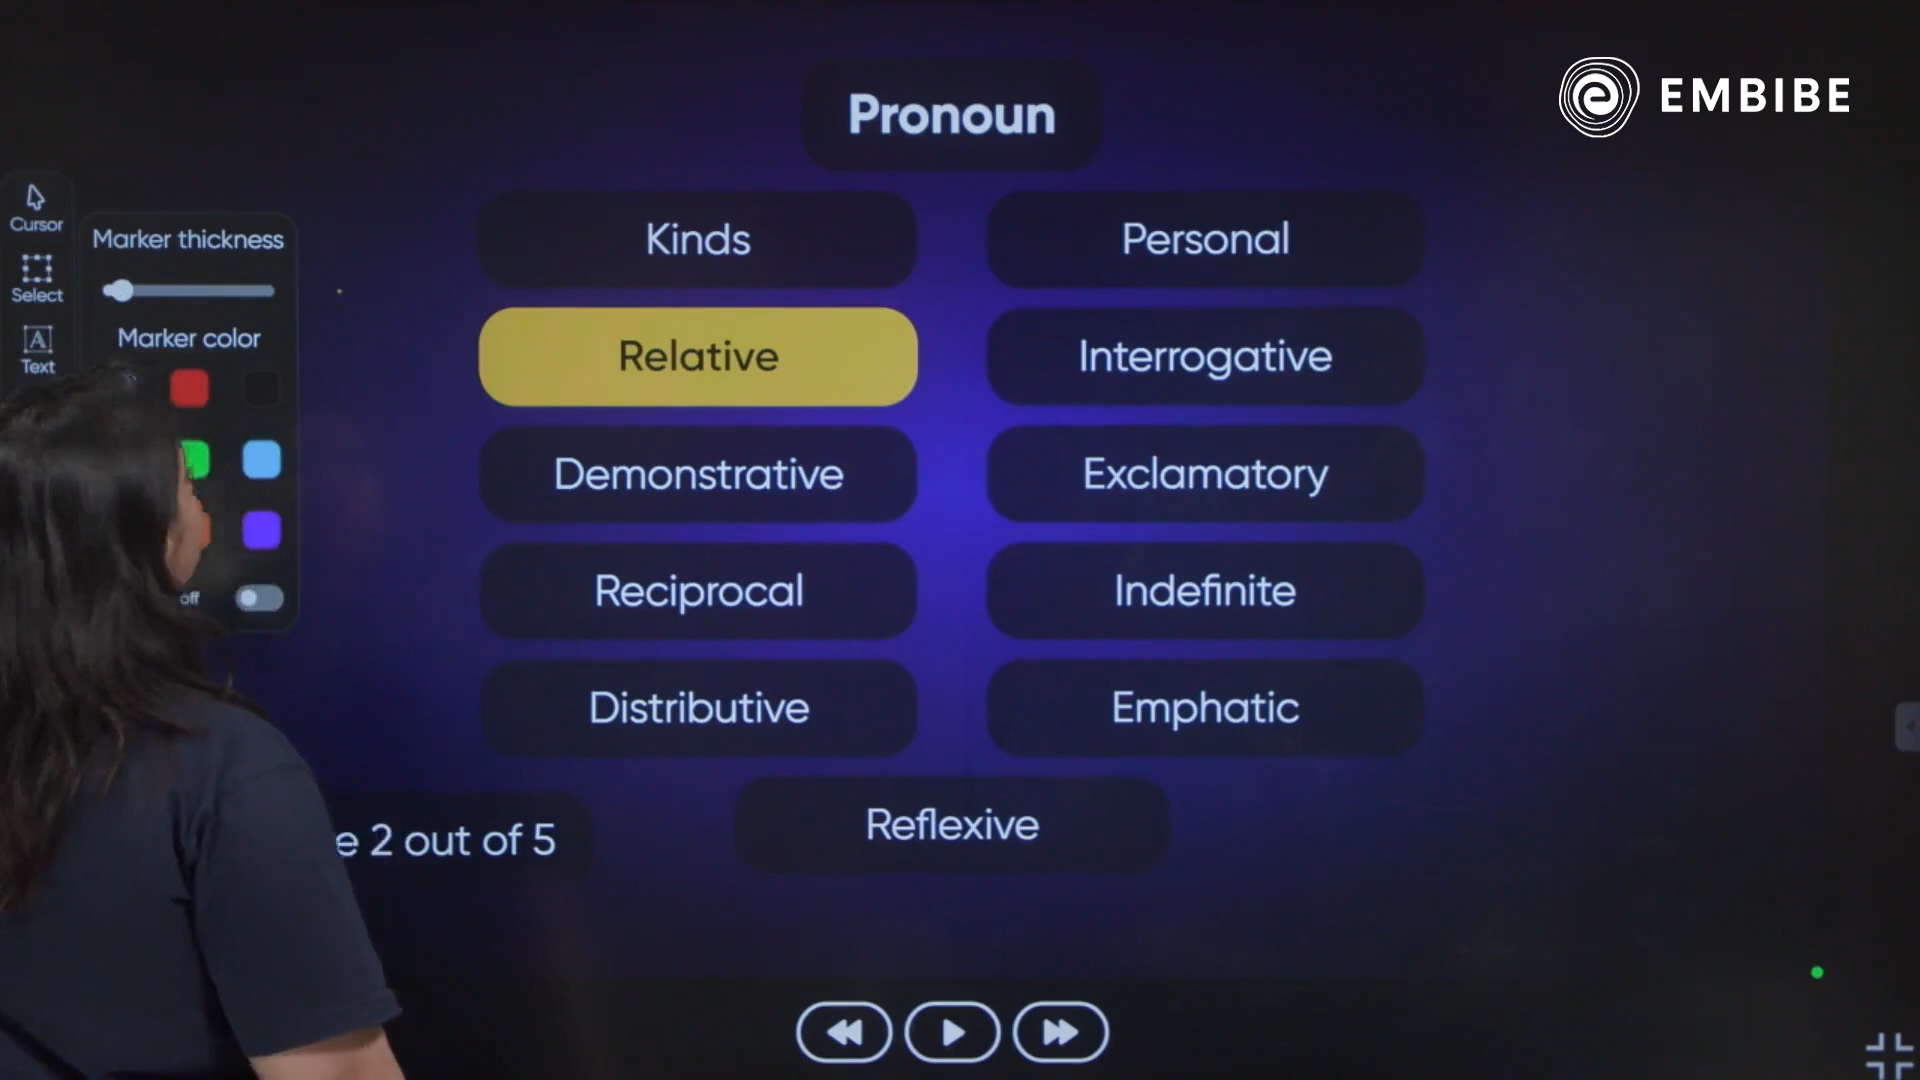 EMBIBE
Pronoun
Kinds
Personal
Relative
Interrogative
Demonstrative
Exclamatory
Reciprocal
Indefinite
Distributive
Emphatic
Reflexive
Cursor
Select
Text
Marker thickness
Marker color
off
2 out of 5